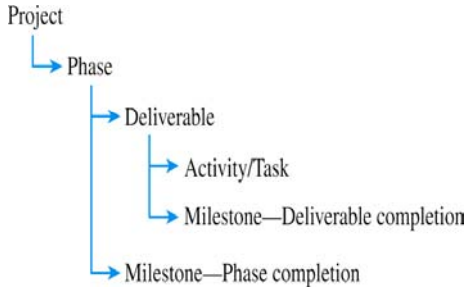 Project
Phase
Deliverable
Activity/Task
Milestone—Deliverable completion
Milestone—Phase completion